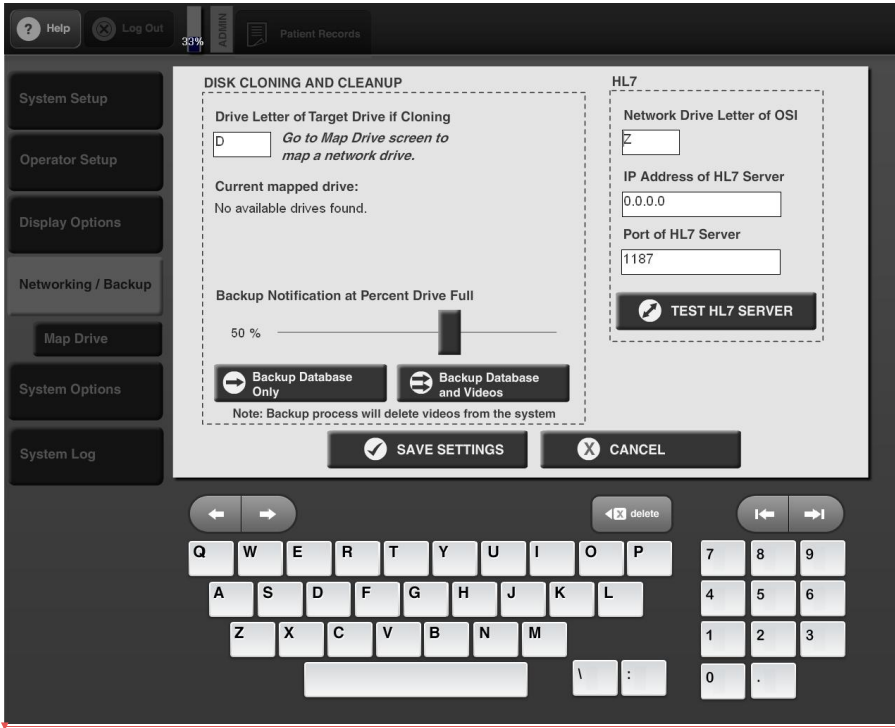 Help
Log Out
33%
ADMIN
Patient Records
System Setup
Operator Setup
Display Options
Networking / Backup
Map Drive
System Options
System Log
DISK CLONING AND CLEANUP
Drive Letter of Target Drive if Cloning
D
Go to Map Drive screen to
map a network drive.
Current mapped drive:
No available drives found.
Backup Notification at Percent Drive Full
50 %
Backup Database
Only
Backup Database
and Videos
Note: Backup process will delete videos from the system
HL7
Network Drive Letter of OSI
Z
IP Address of HL7 Server
0.0.0.0
Port of HL7 Server
1187
TEST HL7 SERVER
SAVE SETTINGS
X CANCEL
X delete
Q W E R T Y U I O P
7 8 9
A S D F G H J K L
4 5 6
Z X C V B N M
1 2 3
\ :
0 .